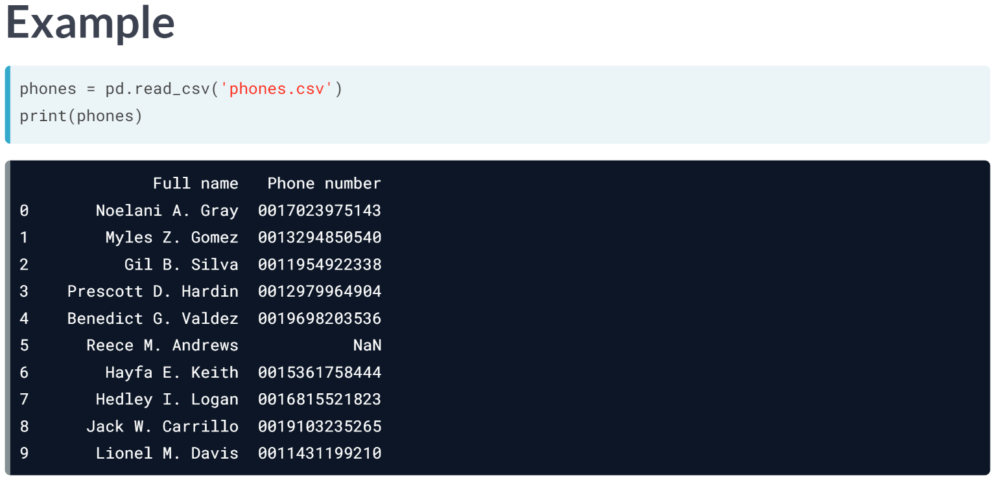 Example
phones = pd.read_csv('phones.csv')
print(phones)
Full name Phone number
0 Noelani A. Gray 0017023975143
1 Myles Z. Gomez 0013294850540
2 Gil B. Silva 0011954922338
3 Prescott D. Hardin 0012979964904
4 Benedict G. Valdez 0019698203536
5 Reece M. Andrews NaN
6 Hayfa E. Keith 0015361758444
7 Hedley I. Logan 0016815521823
8 Jack W. Carrillo 0019103235265
9 Lionel M. Davis 0011431199210